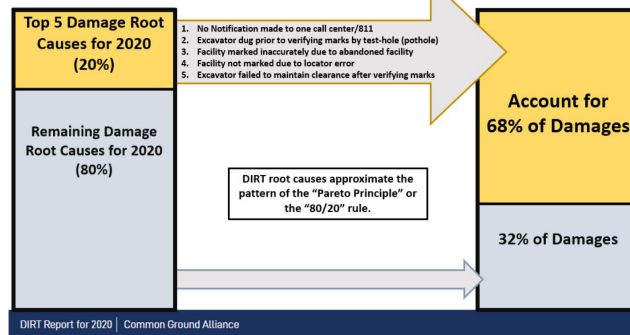 Top 5 Damage Root
Causes for 2020
(20%)
1. No Notification made to one call center/811
2. Excavator dug prior to verifying marks by test-hole (pothole)
3. Facility marked inaccurately due to abandoned facility
4. Facility not marked due to locator error
5. Excavator failed to maintain clearance after verifying marks
Account for
68% of Damages
Remaining Damage
Root Causes for 2020
(80%)
DIRT root causes approximate the
pattern of the “Pareto Principle” or
the “80/20” rule.
32% of Damages
DIRT Report for 2020 | Common Ground Alliance